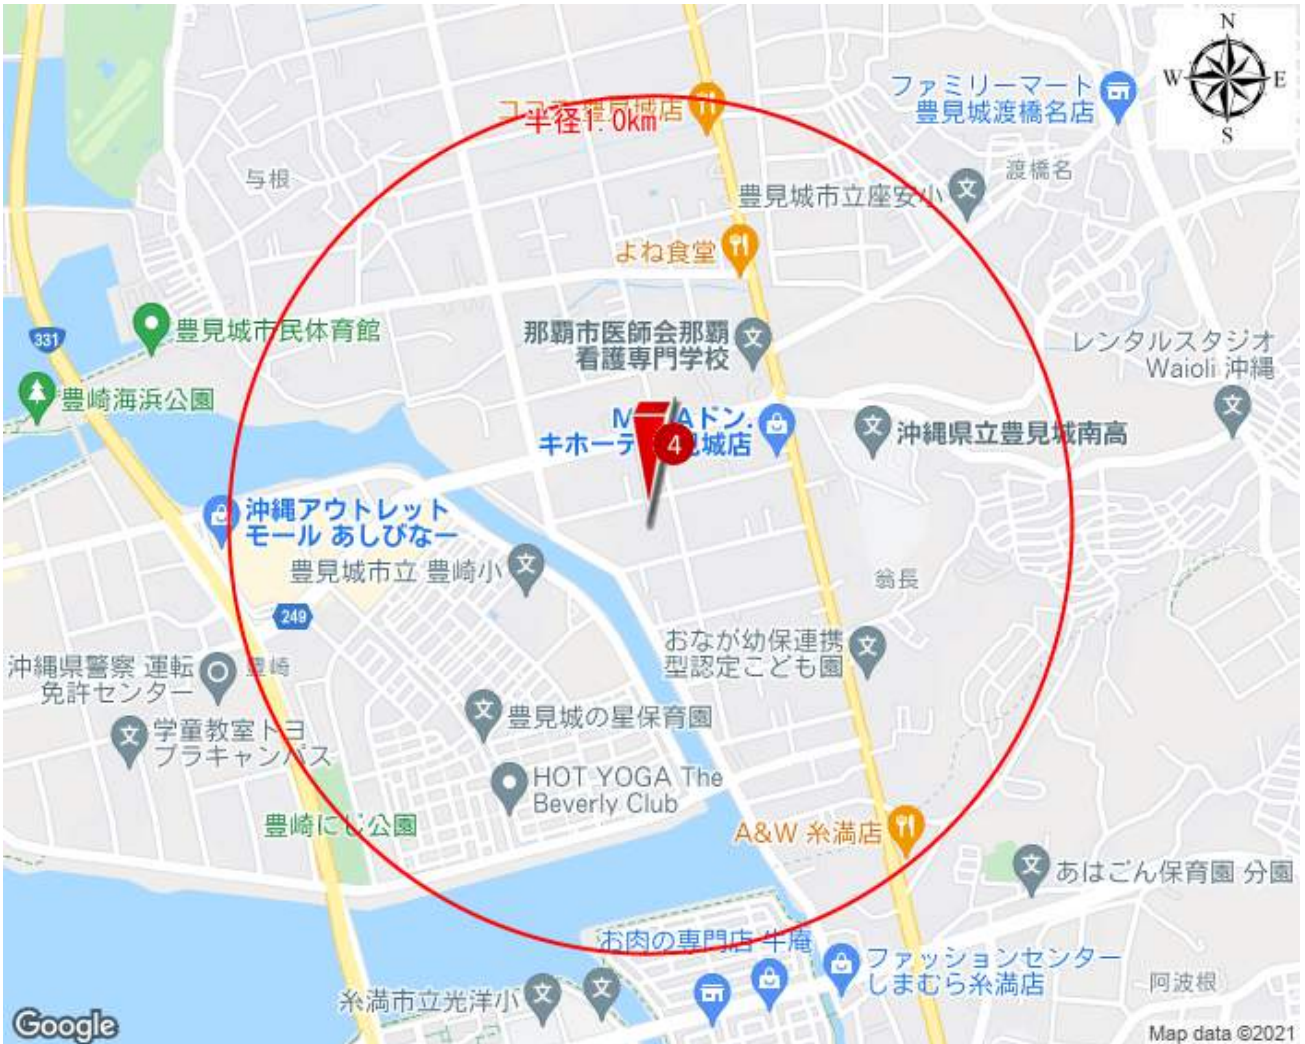 N
W E
S
ファミリーマート
豊見城渡橋名店
半径1.0km
与根
渡橋名
豊見城市立座安小
よね食堂
豊見城市民体育館
331
那覇市医師会那覇
看護専門学校
レンタルスタジオ
Waioli 沖縄
豊崎海浜公園
ドン.
キホーテ
城店
4
沖縄県立豊見城南高
沖縄アウトレット
モール あしびなー
豊見城市立 豊崎小
翁長
249
おなが幼保連携
型認定こども園
沖縄県警察 運転
免許センター
豊崎
学童教室トヨ
プラキャンパス
豊見城の星保育園
HOT YOGA The
Beverly Club
豊崎にじ公園
A&W 糸満店
あはごん保育園 分園
お肉の専門店 牛庵
ファッションセンター
しまむら糸満店
阿波根
糸満市立光洋小
Google
Map data ©2021